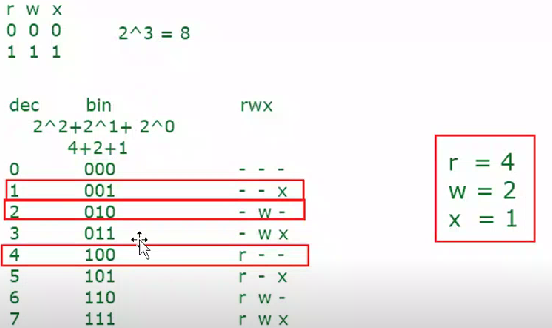 r w x
0 0 0
1 1 1
2^3 = 8
dec bin rwx
2^2+2^1+ 2^0
4+2+1
0 000 - - -
1 001 - - x
2 010 - w -
3 011 - w x
4 100 r - -
5 101 r - x
6 110 r w -
7 111 r w x
r = 4
w = 2
x = 1